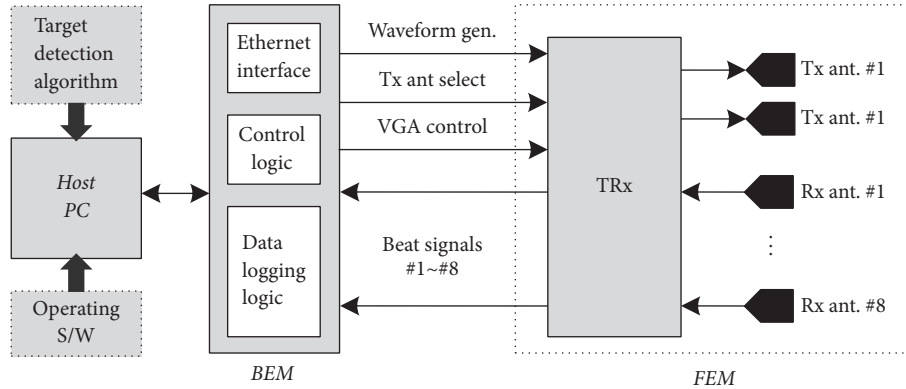 Target
detection
algorithm
Host
PC
Operating
S/W
Ethernet
interface
Control
logic
Data
logging
logic
BEM
Waveform gen.
Tx ant select
VGA control
Beat signals
#1~#8
TRx
Tx ant. #1
Tx ant. #1
Rx ant. #1
⋮
Rx ant. #8
FEM